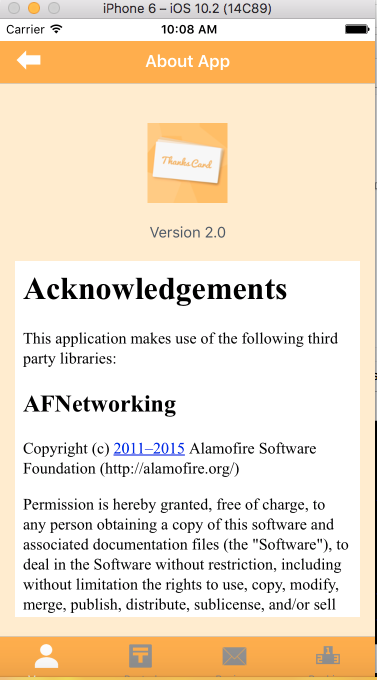 iPhone 6 – iOS 10.2 (14C89)
Carrier 10:08 AM
About App
ThanksCard
Version 2.0
Acknowledgements
This application makes use of the following third
party libraries:
AFNetworking
Copyright (c) 2011–2015 Alamofire Software
Foundation (http://alamofire.org/)
Permission is hereby granted, free of charge, to
any person obtaining a copy of this software and
associated documentation files (the "Software"), to
deal in the Software without restriction, including
without limitation the rights to use, copy, modify,
merge, publish, distribute, sublicense, and/or sell